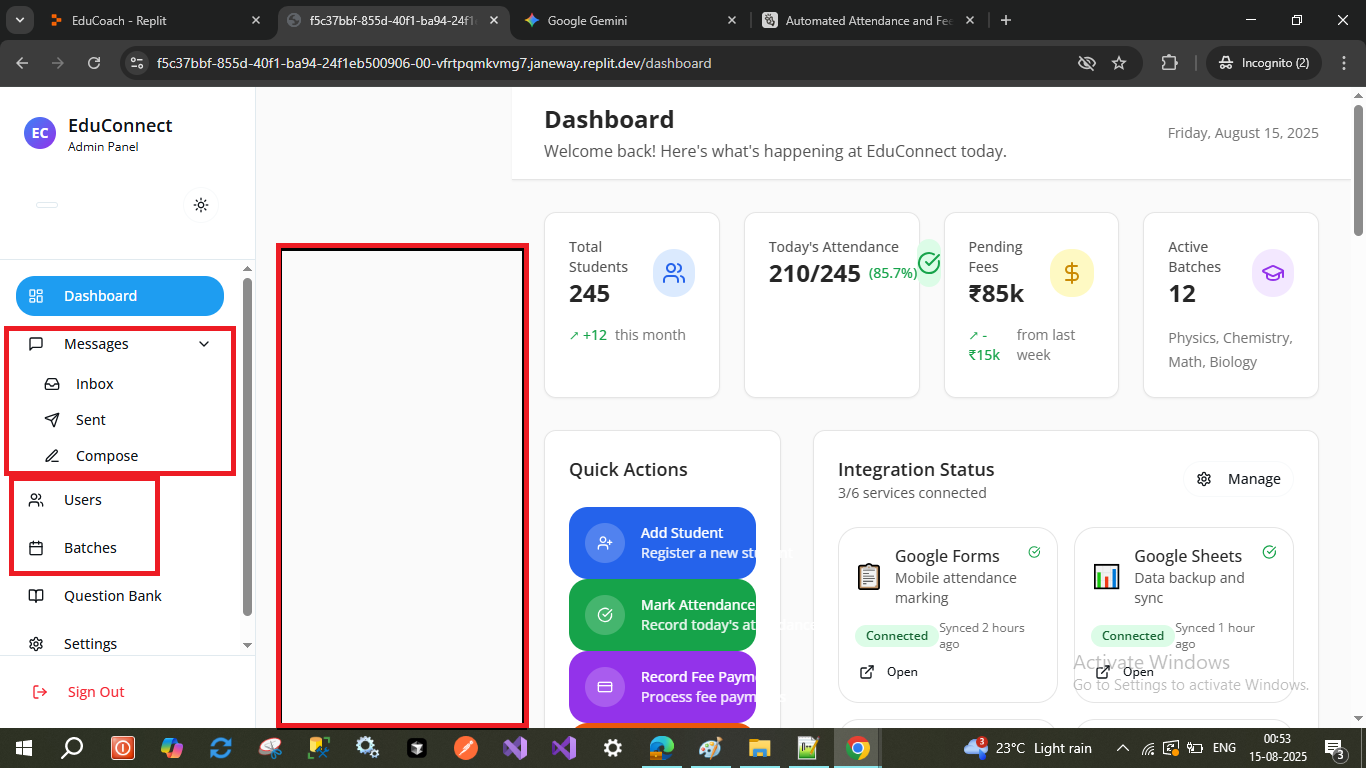 EduCoach - Replit
f5c37bbf-855d-40f1-ba94-24f1
Google Gemini
Automated Attendance and Fee
f5c37bbf-855d-40f1-ba94-24f1eb500906-00-vfrtpqmkvmg7.janeway.replit.dev/dashboard
Incognito (2)
EC
EduConnect
Admin Panel
Dashboard
Messages
Inbox
Sent
Compose
Users
Batches
Question Bank
Settings
Sign Out
Dashboard
Welcome back! Here's what's happening at EduConnect today.
Friday, August 15, 2025
Total
Students
245
↗ +12 this month
Today's Attendance
210/245 (85.7%)
Pending
Fees
₹85k
↗ - from last
₹15k week
Active
Batches
12
Physics, Chemistry,
Math, Biology
Quick Actions
Add Student
Register a new student
Mark Attendance
Record today's attendance
Record Fee Paym
Process fee paym
Integration Status
3/6 services connected
Manage
Google Forms
Mobile attendance
marking
Connected
Synced 2 hours
ago
Open
Google Sheets
Data backup and
sync
Connected
Synced 1 hour
ago
Open
Activate Windows
Go to Settings to activate Windows.
3
23°C Light rain
ENG
00:53
15-08-2025
3